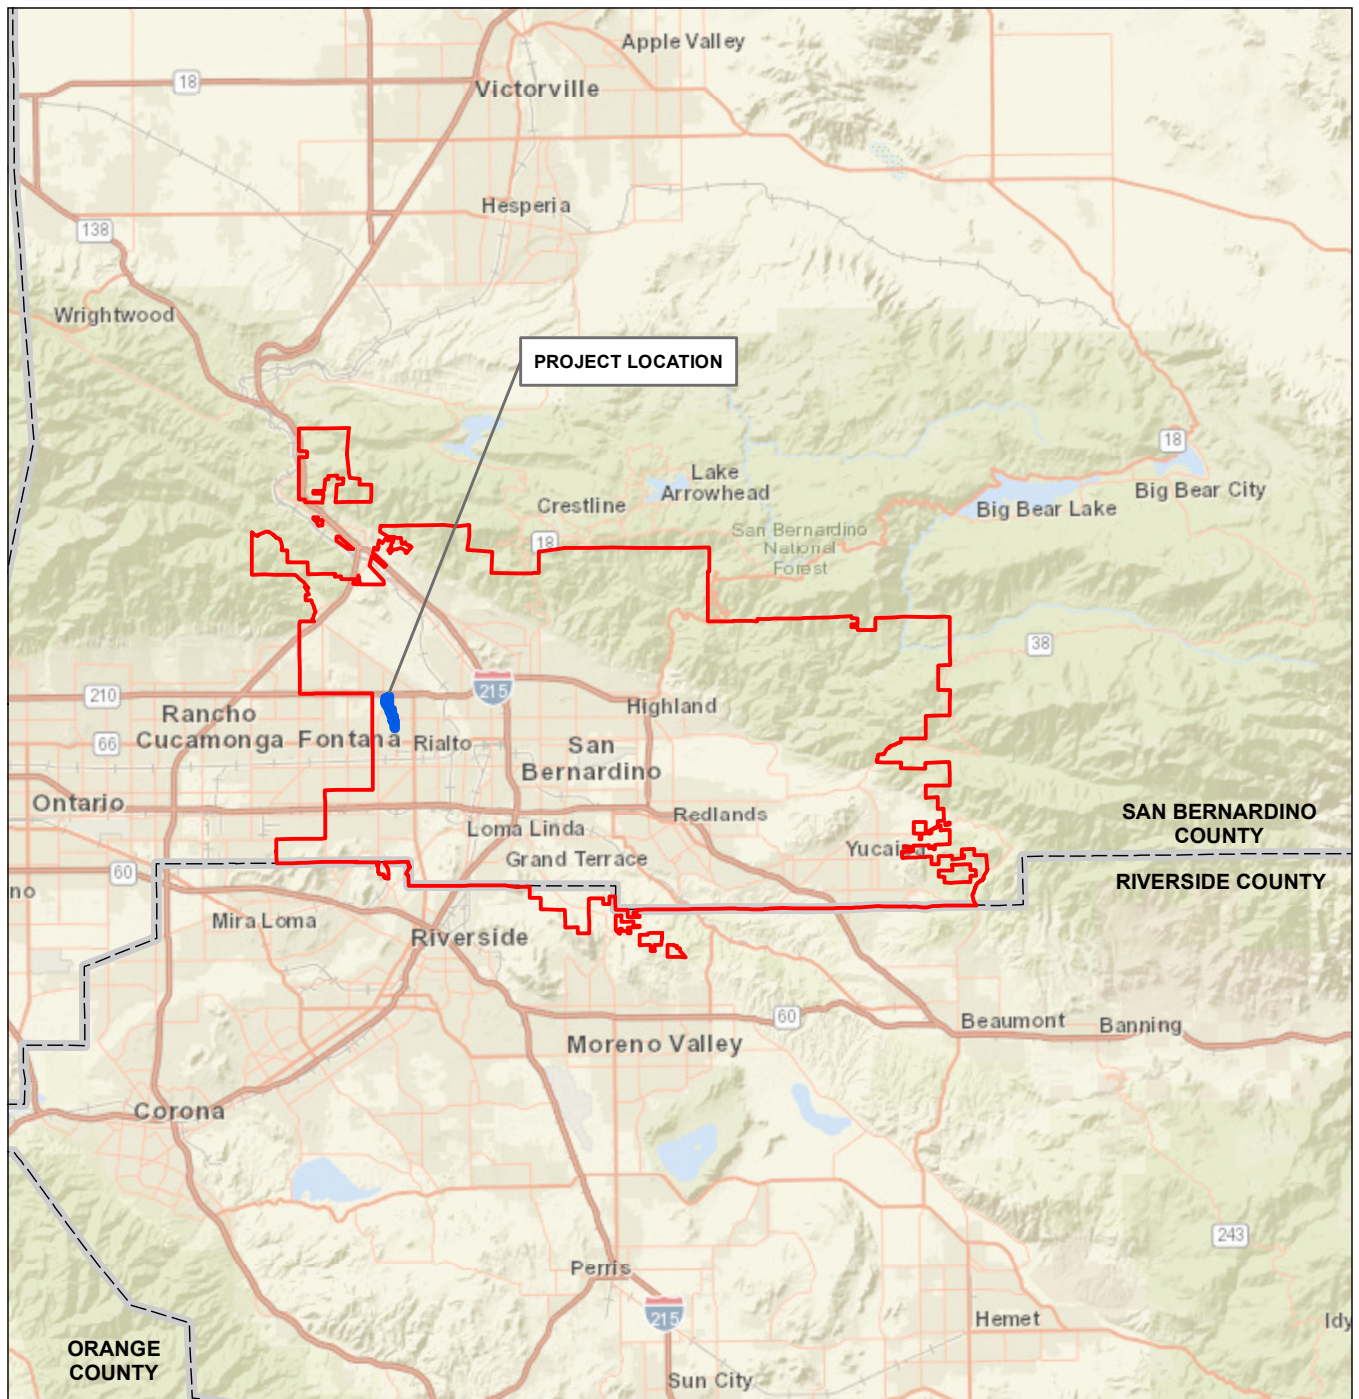 Apple Valley
18
Victorville
Hesperia
138
Wrightwood
PROJECT LOCATION
18
Lake
Arrowhead
Crestline
Big Bear City
Big Bear Lake
San Bernardino
National
Forest
18
38
215
210
Rancho
Cucamonga
Fontana
Rialto
Highland
66
San
Bernardino
Ontario
Redlands
SAN BERNARDINO
COUNTY
Loma Linda
Grand Terrace
Yucaipa
60
RIVERSIDE COUNTY
no
Mira Loma
Riverside
60
Beaumont
Banning
Moreno Valley
Corona
243
Perris
215
Hemet
Idy
ORANGE
COUNTY
Sun City